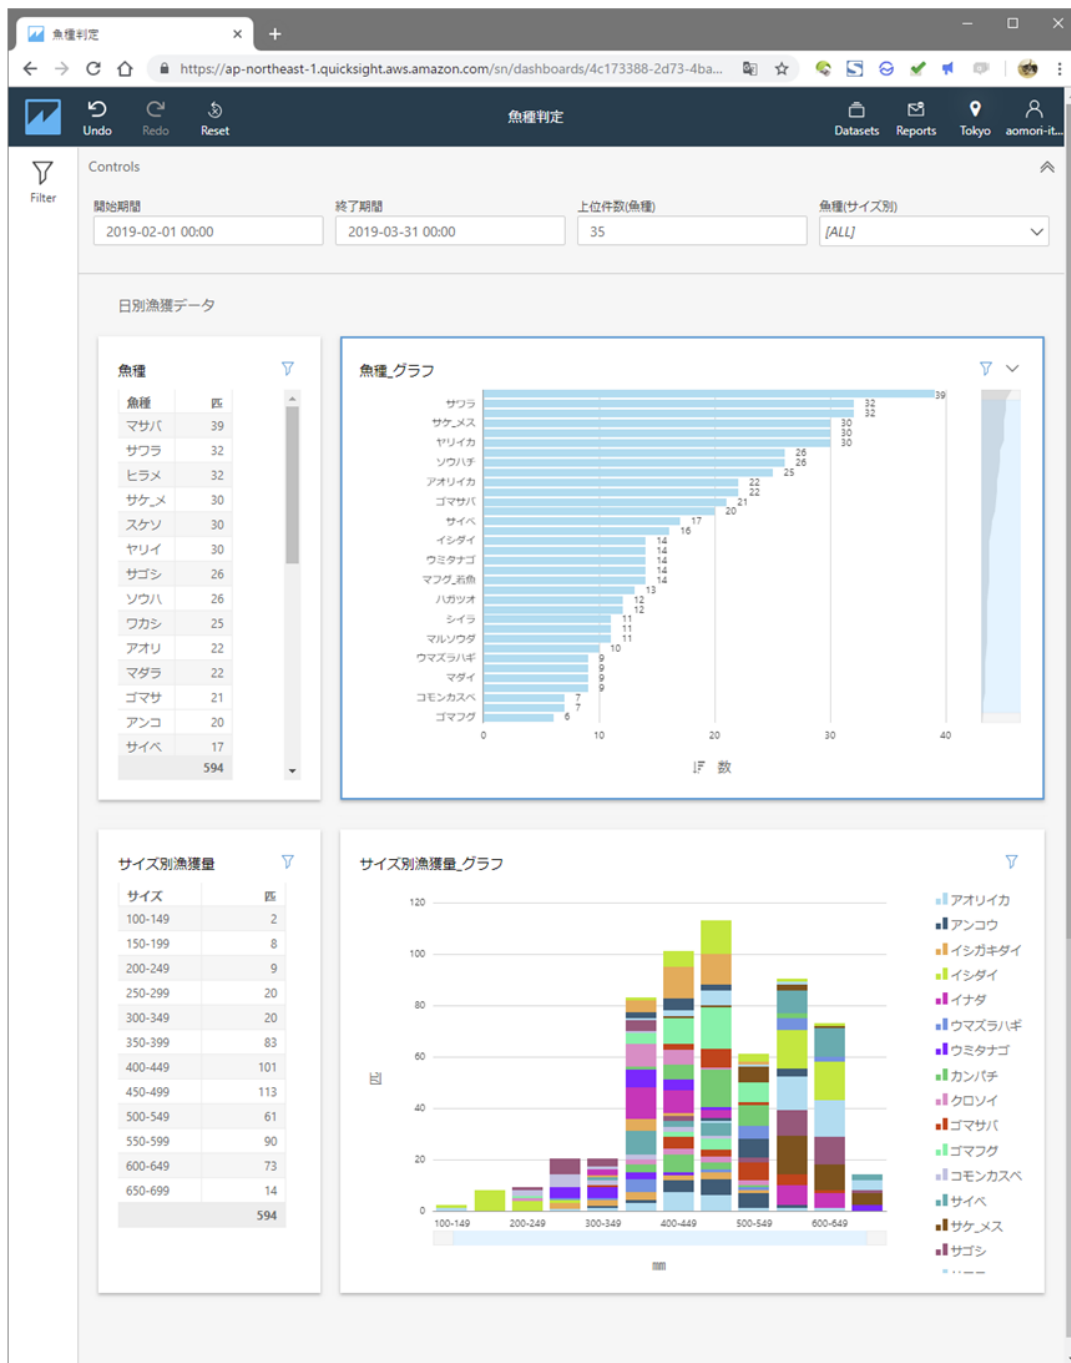 魚種判定
https://ap-northeast-1.quicksight.aws.amazon.com/sn/dashboards/4c173388-2d73-4ba...
Undo
Redo
Reset
魚種判定
Datasets
Reports
Tokyo
aomori-it...
Filter
Controls
開始期間
終了期間
上位件数(魚種)
魚種(サイズ別)
2019-02-01 00:00
2019-03-31 00:00
35
[ALL]
日別漁獲データ
魚種
魚種 匹
マサバ 39
サワラ 32
ヒラメ 32
サケ_メ 30
スケソ 30
ヤリイ 30
サゴシ 26
ソウハ 26
ワカシ 25
アオリ 22
マダラ 22
ゴマサ 21
アンコ 20
サイベ 17
594
魚種_グラフ
39
サワラ 32
32
サケ_メス 30
30
ヤリイカ 30
26
ソウハチ 26
25
アオリイカ 22
22
ゴマサバ 21
20
サイベ 17
16
イシダイ 14
14
ウミタナゴ 14
14
マフグ_若魚 14
13
ハガツオ 12
12
シイラ 11
11
マルソウダ 11
10
ウマズラハギ 9
9
マダイ 9
9
コモンカスベ 7
7
ゴマフグ 6
0 10 20 30 40
数
サイズ別漁獲量
サイズ 匹
100-149 2
150-199 8
200-249 9
250-299 20
300-349 20
350-399 83
400-449 101
450-499 113
500-549 61
550-599 90
600-649 73
650-699 14
594
サイズ別漁獲量_グラフ
120
100
80
60
40
20
0
匹
100-149 200-249 300-349 400-449 500-549 600-649
mm
アオリイカ
アンコウ
イシガキダイ
イシダイ
イナダ
ウマズラハギ
ウミタナゴ
カンパチ
クロソイ
ゴマサバ
ゴマフグ
コモンカスベ
サイベ
サケ_メス
サゴシ